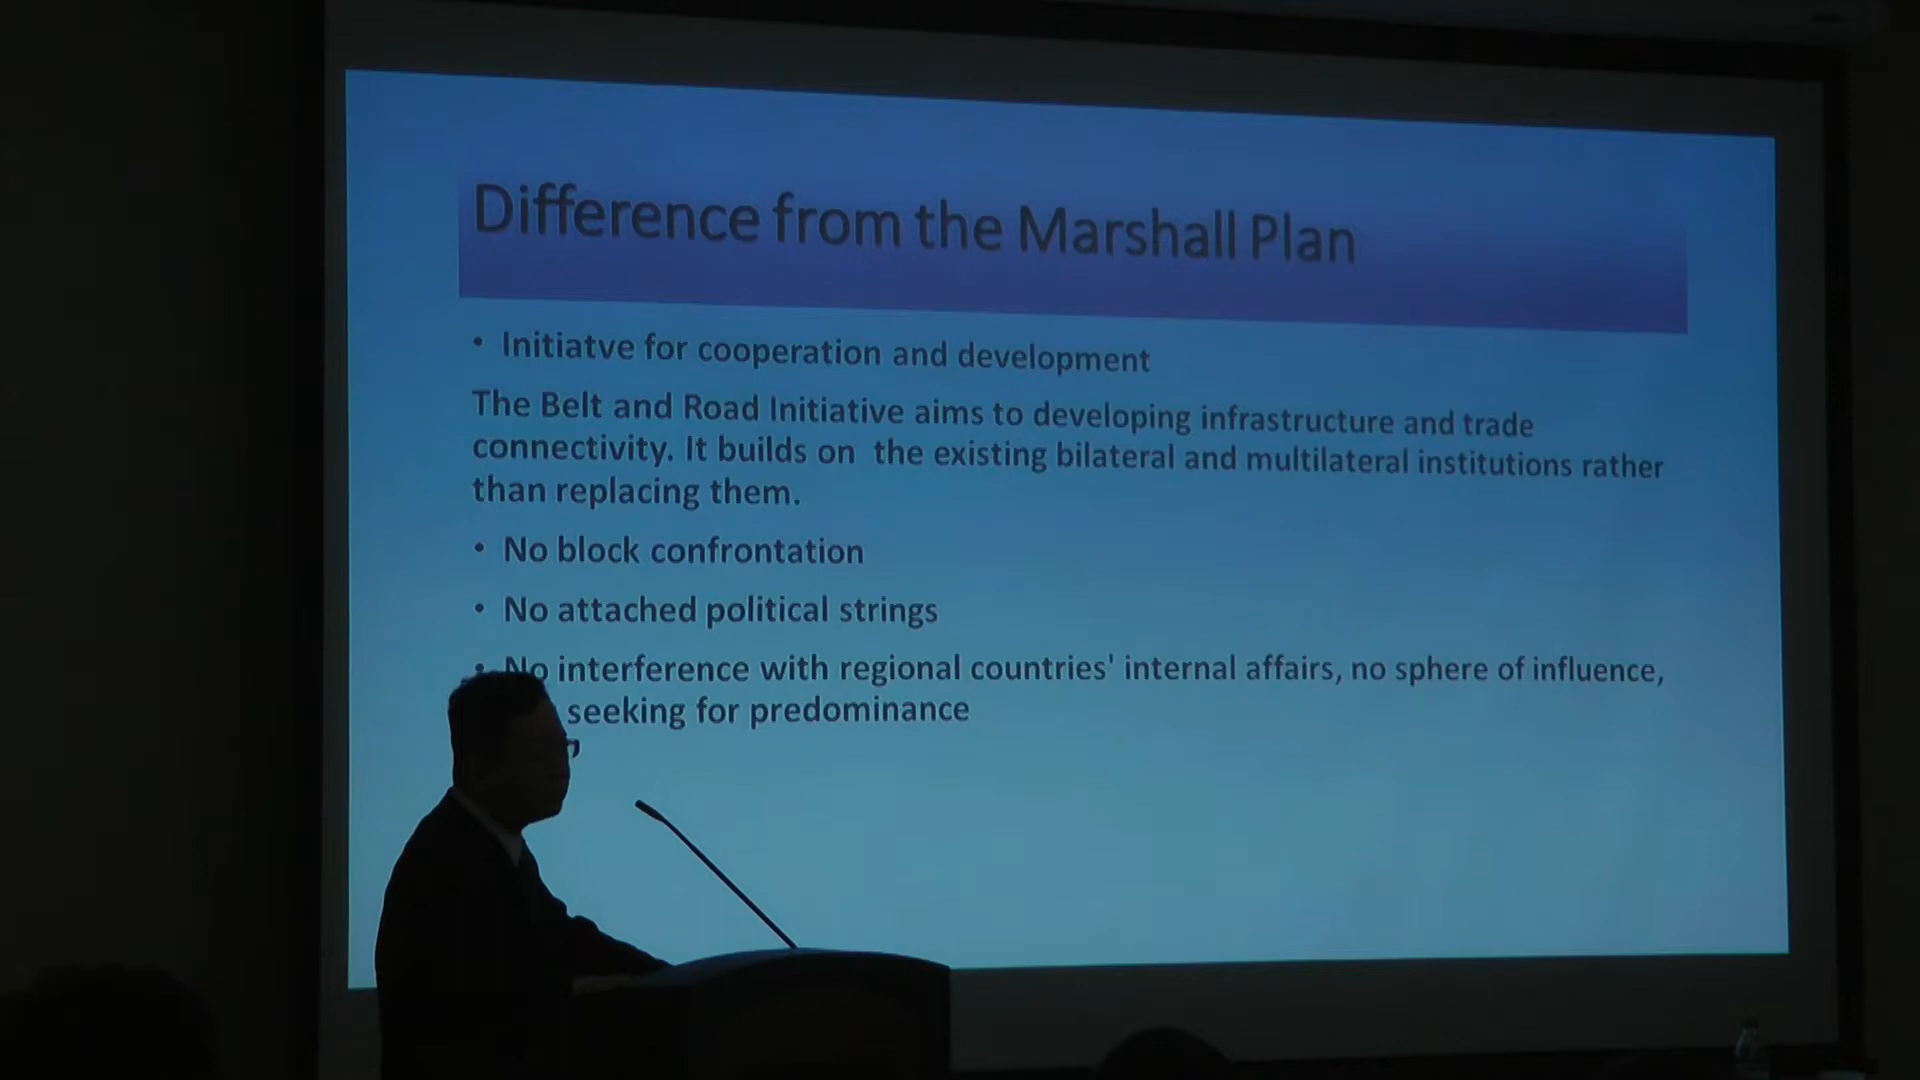 Difference from the Marshall Plan
• Initiatve for cooperation and development
The Belt and Road Initiative aims to developing infrastructure and trade
connectivity. It builds on the existing bilateral and multilateral institutions rather
than replacing them.
• No block confrontation
• No attached political strings
• No interference with regional countries' internal affairs, no sphere of influence,
seeking for predominance